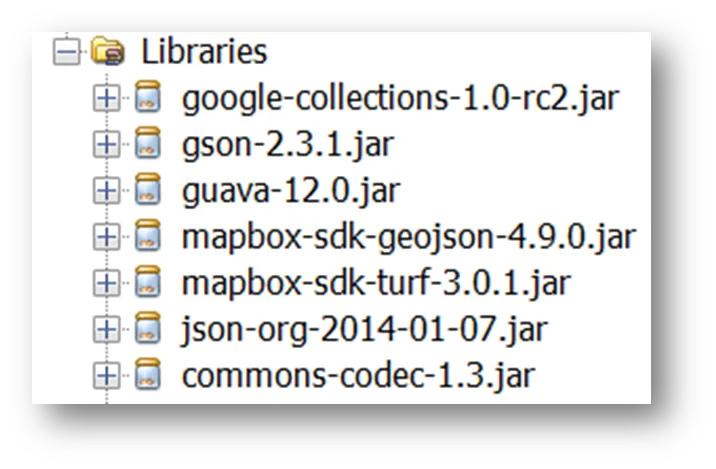 Libraries
google-collections-1.0-rc2.jar
gson-2.3.1.jar
guava-12.0.jar
mapbox-sdk-geojson-4.9.0.jar
mapbox-sdk-turf-3.0.1.jar
json-org-2014-01-07.jar
commons-codec-1.3.jar